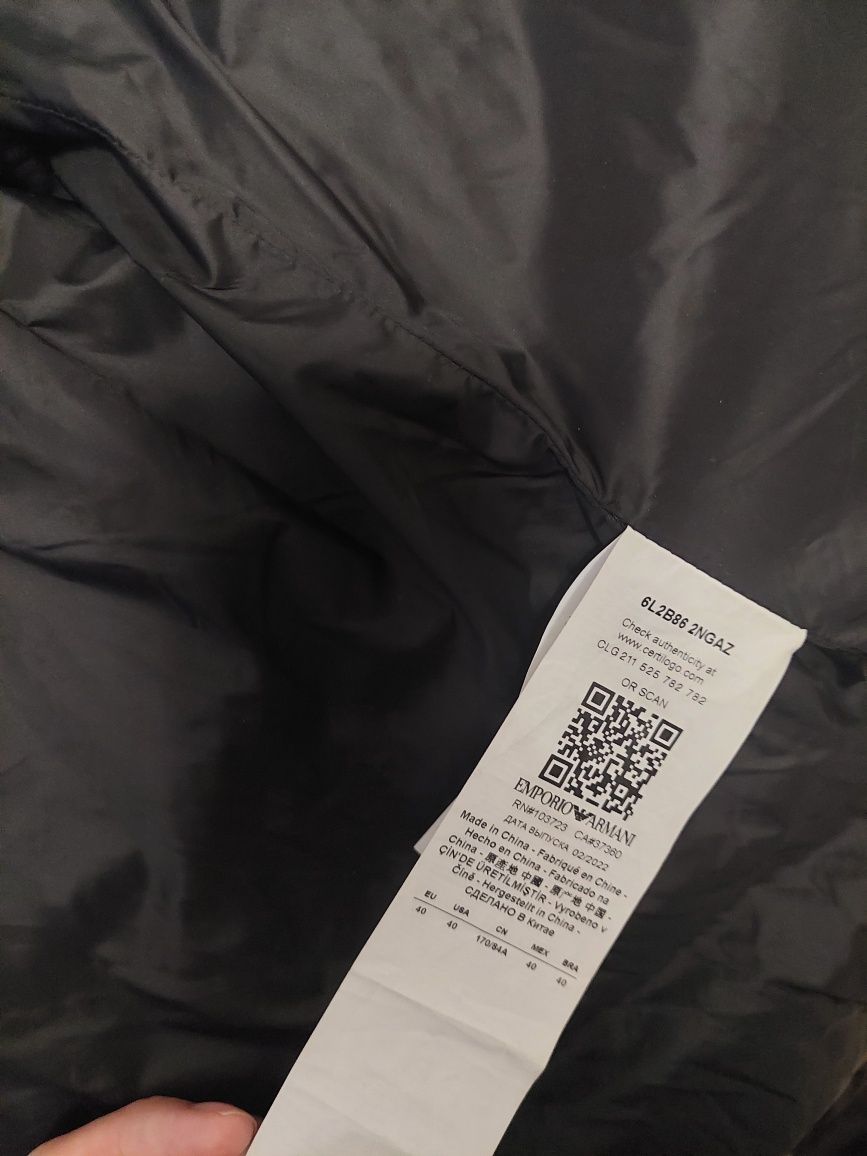 6L2B86 2NGAZ
Check authenticity at
www.certilogo.com
CLG 211 525 782 782
OR SCAN
EMPORIO ARMANI
RN#103723 CA#37360
ДАТА ВЫПУСКА 02/2022
Made in China - Fabriqué en Chine -
Hecho en China - Fabricado na
China - 原產地 中國 - 原产地 中国 -
ÇİN'DE ÜRETİLMİŞTİR - Vyrobeno v
Číně - Hergestellt in China -
СДЕЛАНО В Китае
EU USA CN MEX BRA
40 40 170/84A 40 40